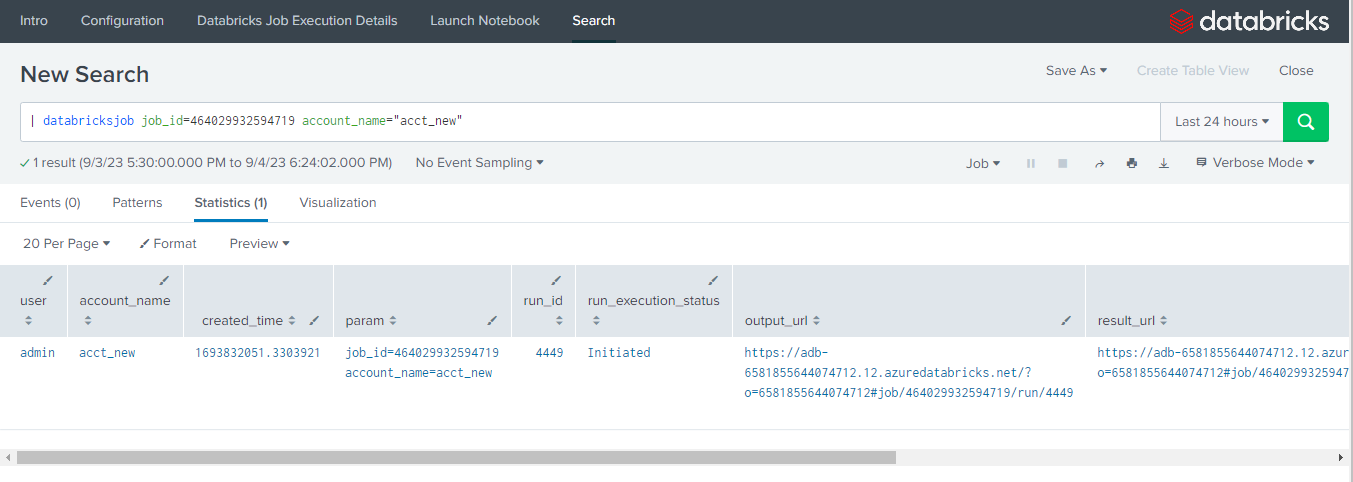 Intro Configuration Databricks Job Execution Details Launch Notebook Search databricks
New Search Save As Create Table View Close
| databricksjob job_id=464029932594719 account_name="acct_new" Last 24 hours
1 result (9/3/23 5:30:00.000 PM to 9/4/23 6:24:02.000 PM) No Event Sampling Job Verbose Mode
Events (0) Patterns Statistics (1) Visualization
20 Per Page Format Preview
user account_name run_id run_execution_status
created_time param output_url result_url
admin acct_new 1693832051.3303921 job_id=464029932594719 4449 Initiated https://adb- https://adb-6581855644074712.12.azur
account_name=acct_new 6581855644074712.12.azuredatabricks.net/? o=6581855644074712#job/46402993259471
o=6581855644074712#job/464029932594719/run/4449